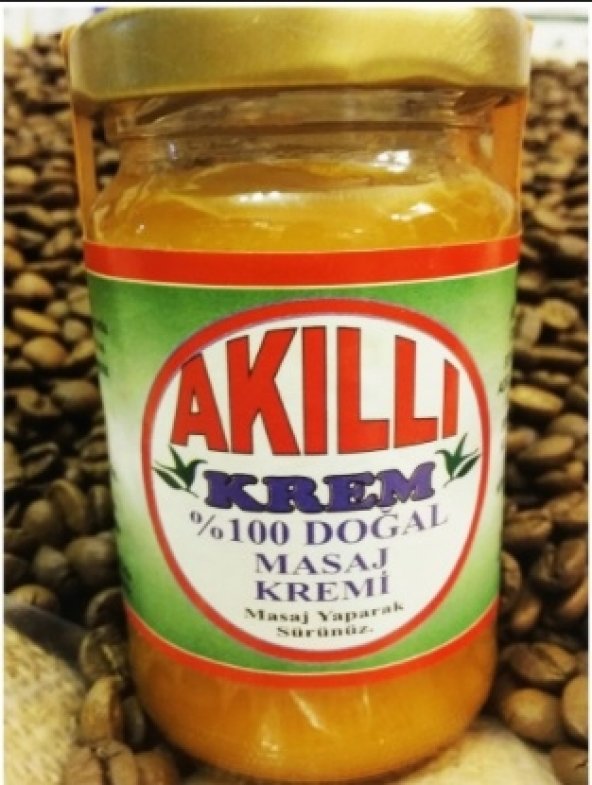 AKILLI
KREM
%100 DOĞAL
MASAJ
KREMİ
Masaj Yaparak
Sürünüz.